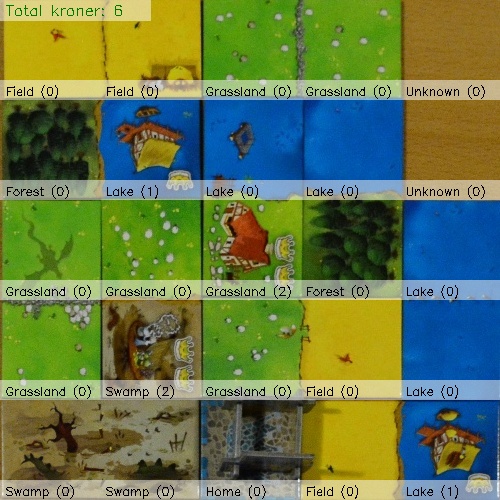 Total kroner: 6
Field (0) Field (0) Grassland (0) Grassland (0) Unknown (0)
Forest (0) Lake (1) Lake (0) Lake (0) Unknown (0)
Grassland (0) Grassland (0) Grassland (2) Forest (0) Lake (0)
Grassland (0) Swamp (2) Grassland (0) Field (0) Lake (0)
Swamp (0) Swamp (0) Home (0) Field (0) Lake (1)